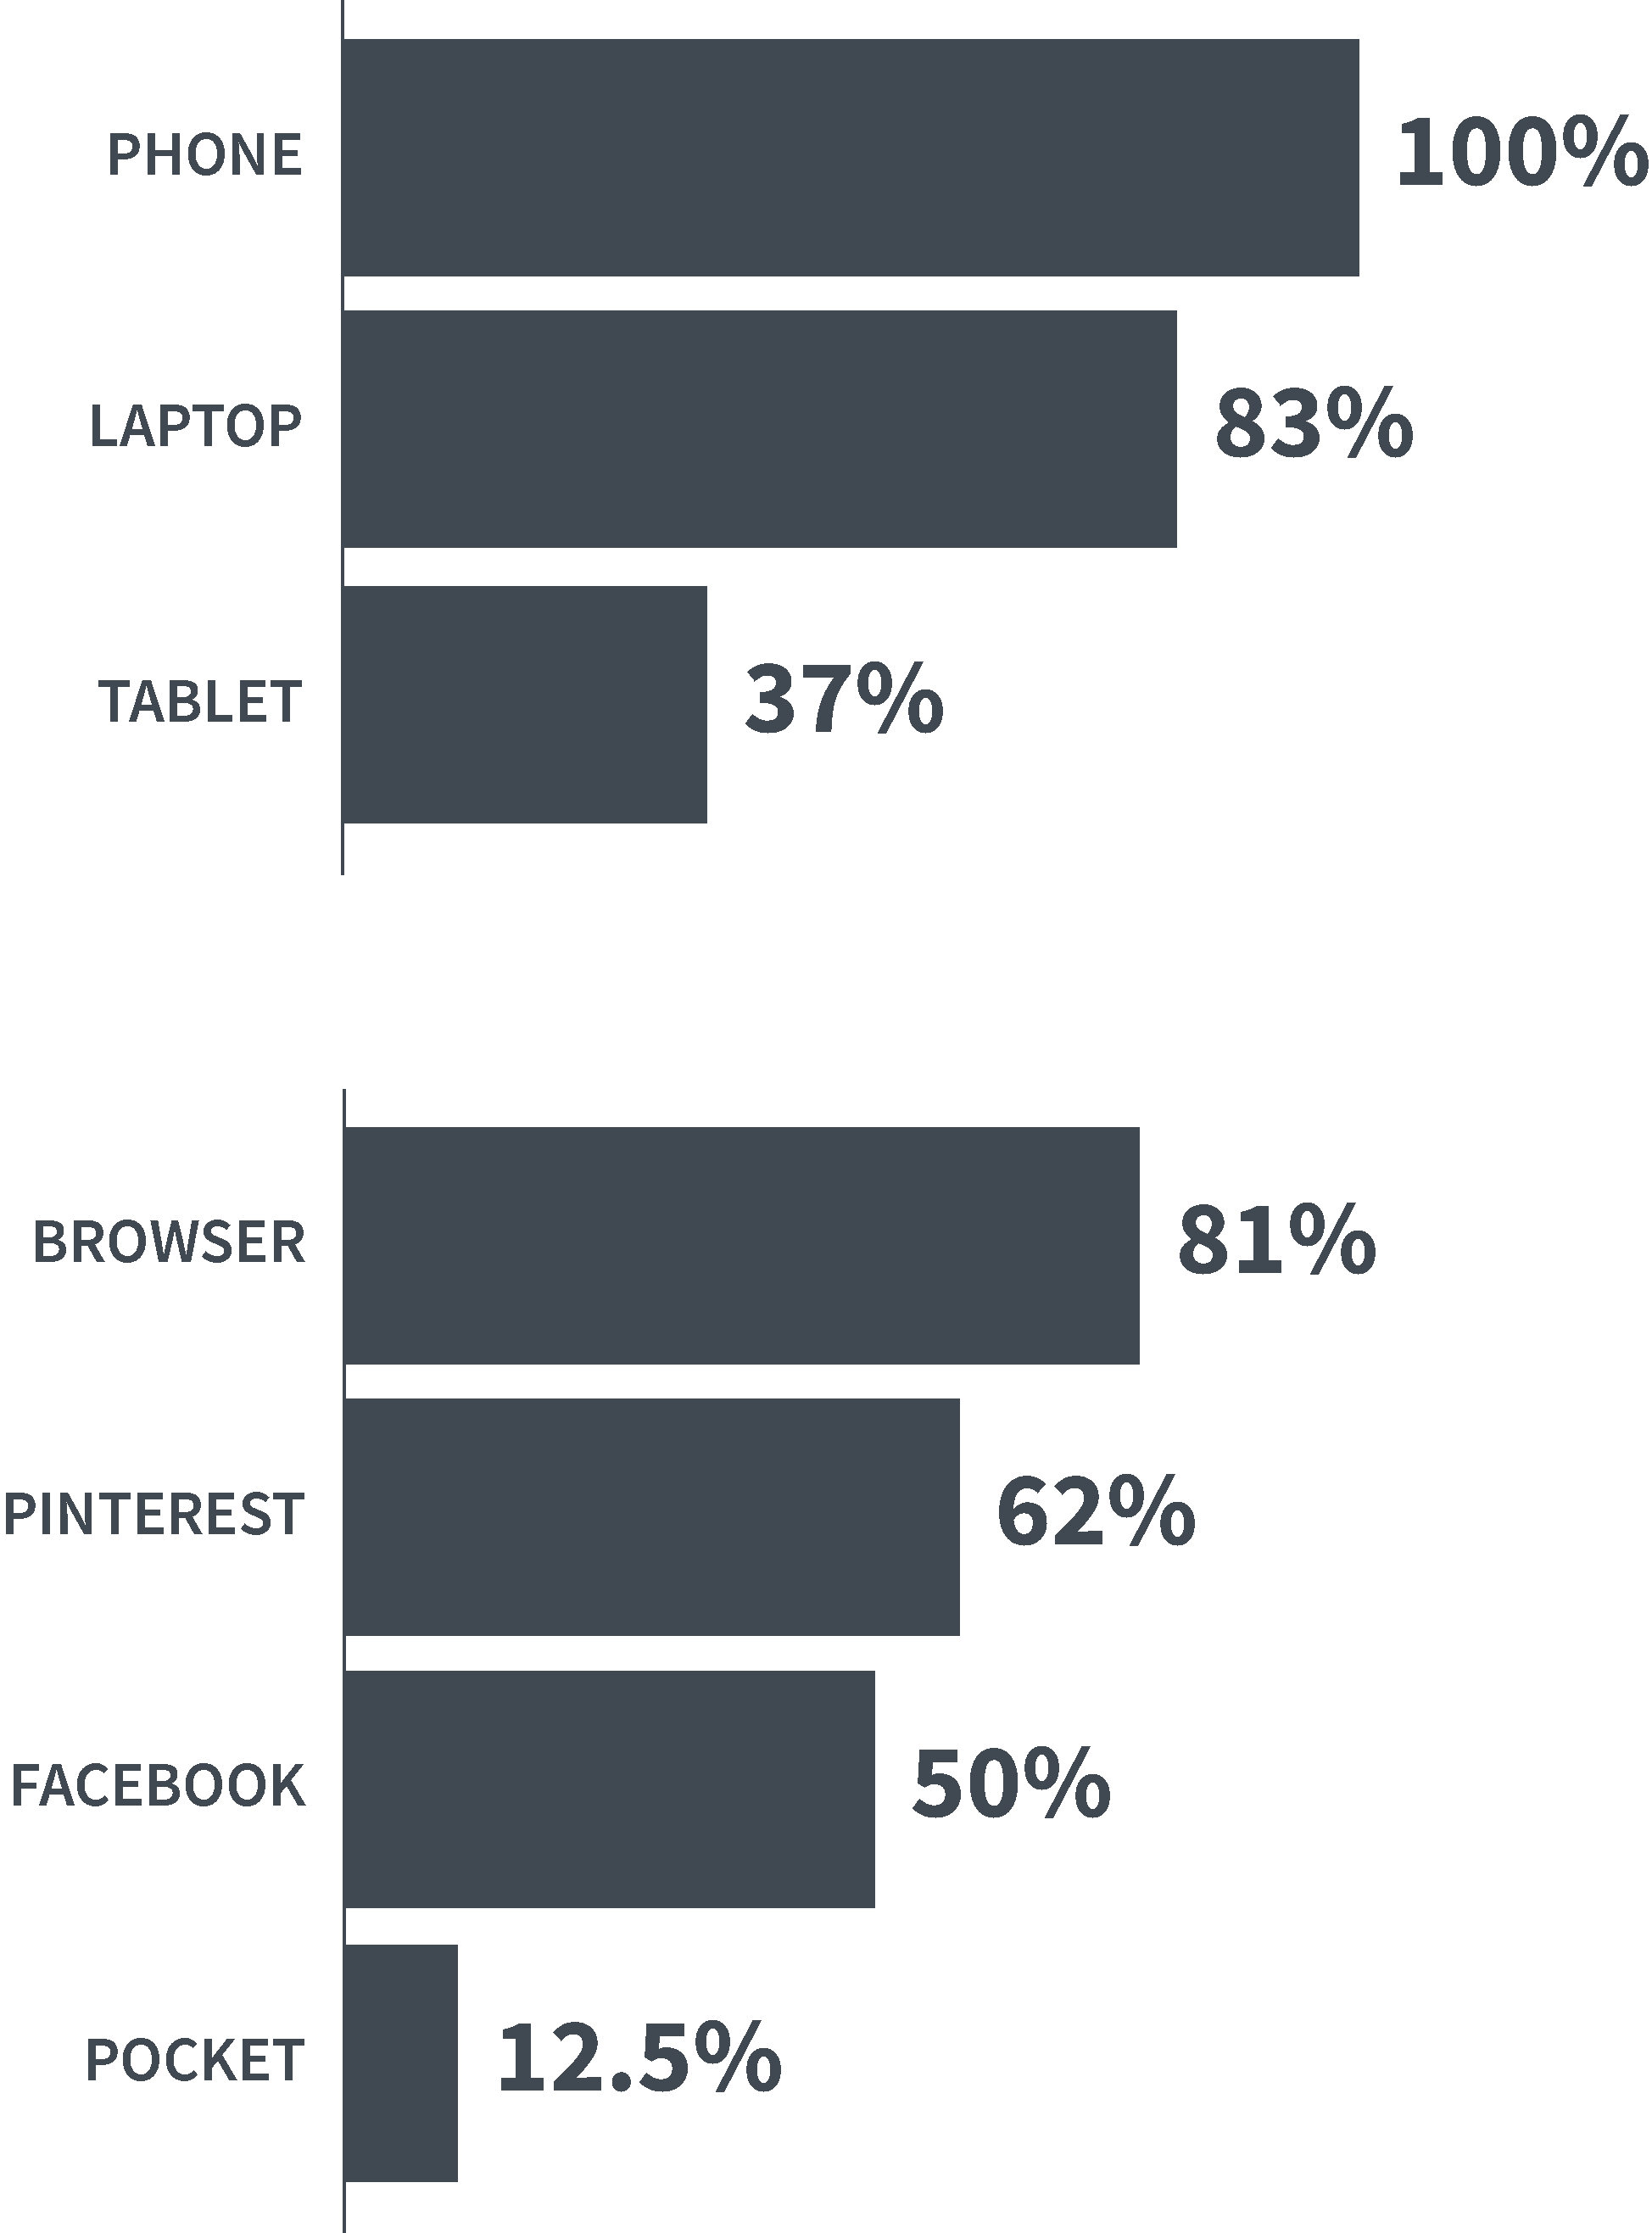 PHONE 100%
LAPTOP 83%
TABLET 37%
BROWSER 81%
PINTEREST 62%
FACEBOOK 50%
POCKET 12.5%